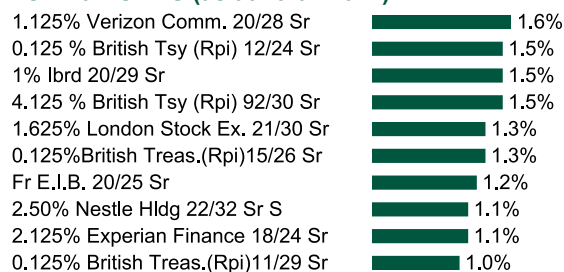 1.125% Verizon Comm. 20/28 Sr 1.6%
0.125 % British Tsy (Rpi) 12/24 Sr 1.5%
1% Ibrd 20/29 Sr 1.5%
4.125 % British Tsy (Rpi) 92/30 Sr 1.5%
1.625% London Stock Ex. 21/30 Sr 1.3%
0.125%British Treas.(Rpi)15/26 Sr 1.3%
Fr E.I.B. 20/25 Sr 1.2%
2.50% Nestle Hldg 22/32 Sr S 1.1%
2.125% Experian Finance 18/24 Sr 1.1%
0.125% British Treas.(Rpi)11/29 Sr 1.0%